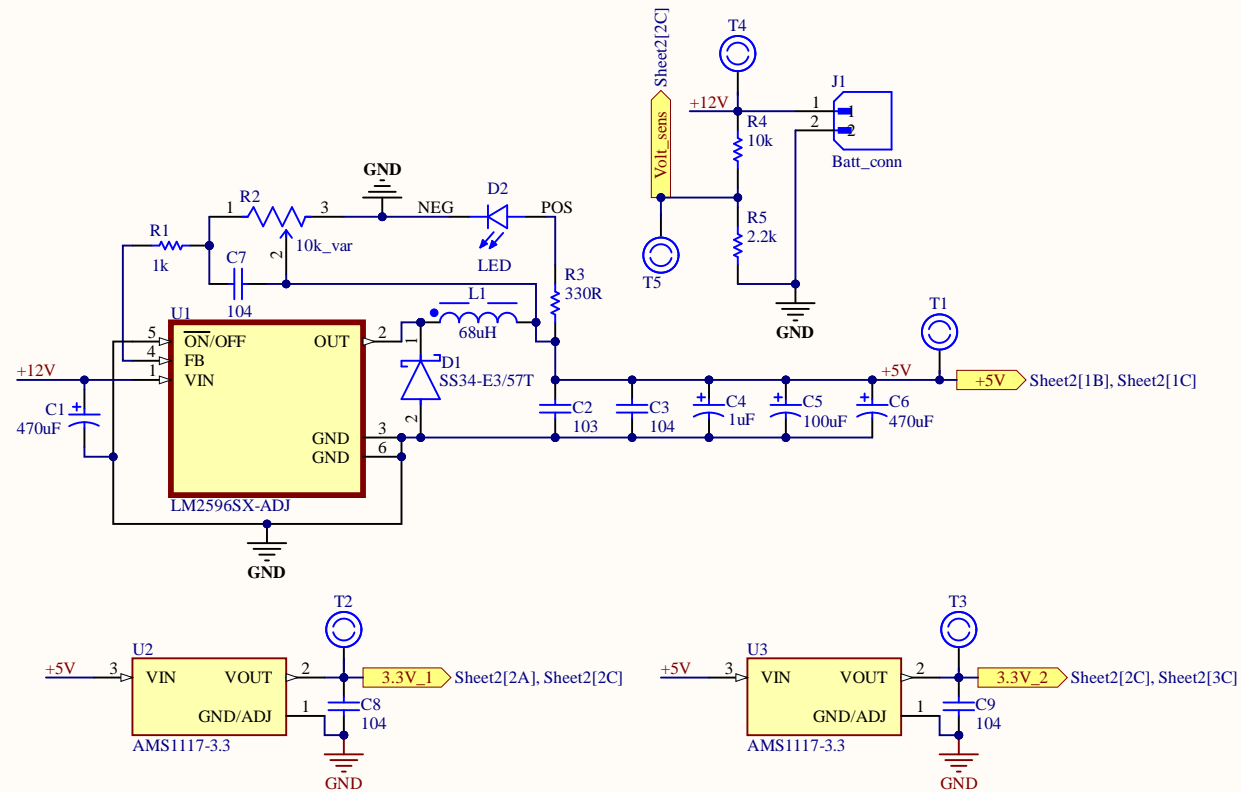 T4
Sheet2[2C]
J1
+12V
1
1
R4
10k
2
2
Volt_sens
Batt_conn
GND
R2
D2
1
3
NEG
POS
R5
2.2k
R1
10k_var
1k
2
C7
LED
T5
R3
330R
104
L1
T1
U1
68uH
GND
5
ON/OFF
OUT
2
1
4
FB
D1
SS34-E3/57T
+12V
1
VIN
+5V
+5V
Sheet2[1B], Sheet2[1C]
C1
470uF
2
C2
103
C3
104
C4
1uF
C5
100uF
C6
470uF
GND
3
GND
6
LM2596SX-ADJ
GND
T2
T3
U2
U3
+5V
3
VIN
VOUT
2
3.3V_1
Sheet2[2A], Sheet2[2C]
GND/ADJ
1
C8
104
AMS1117-3.3
GND
+5V
3
VIN
VOUT
2
3.3V_2
Sheet2[2C], Sheet2[3C]
GND/ADJ
1
C9
104
AMS1117-3.3
GND